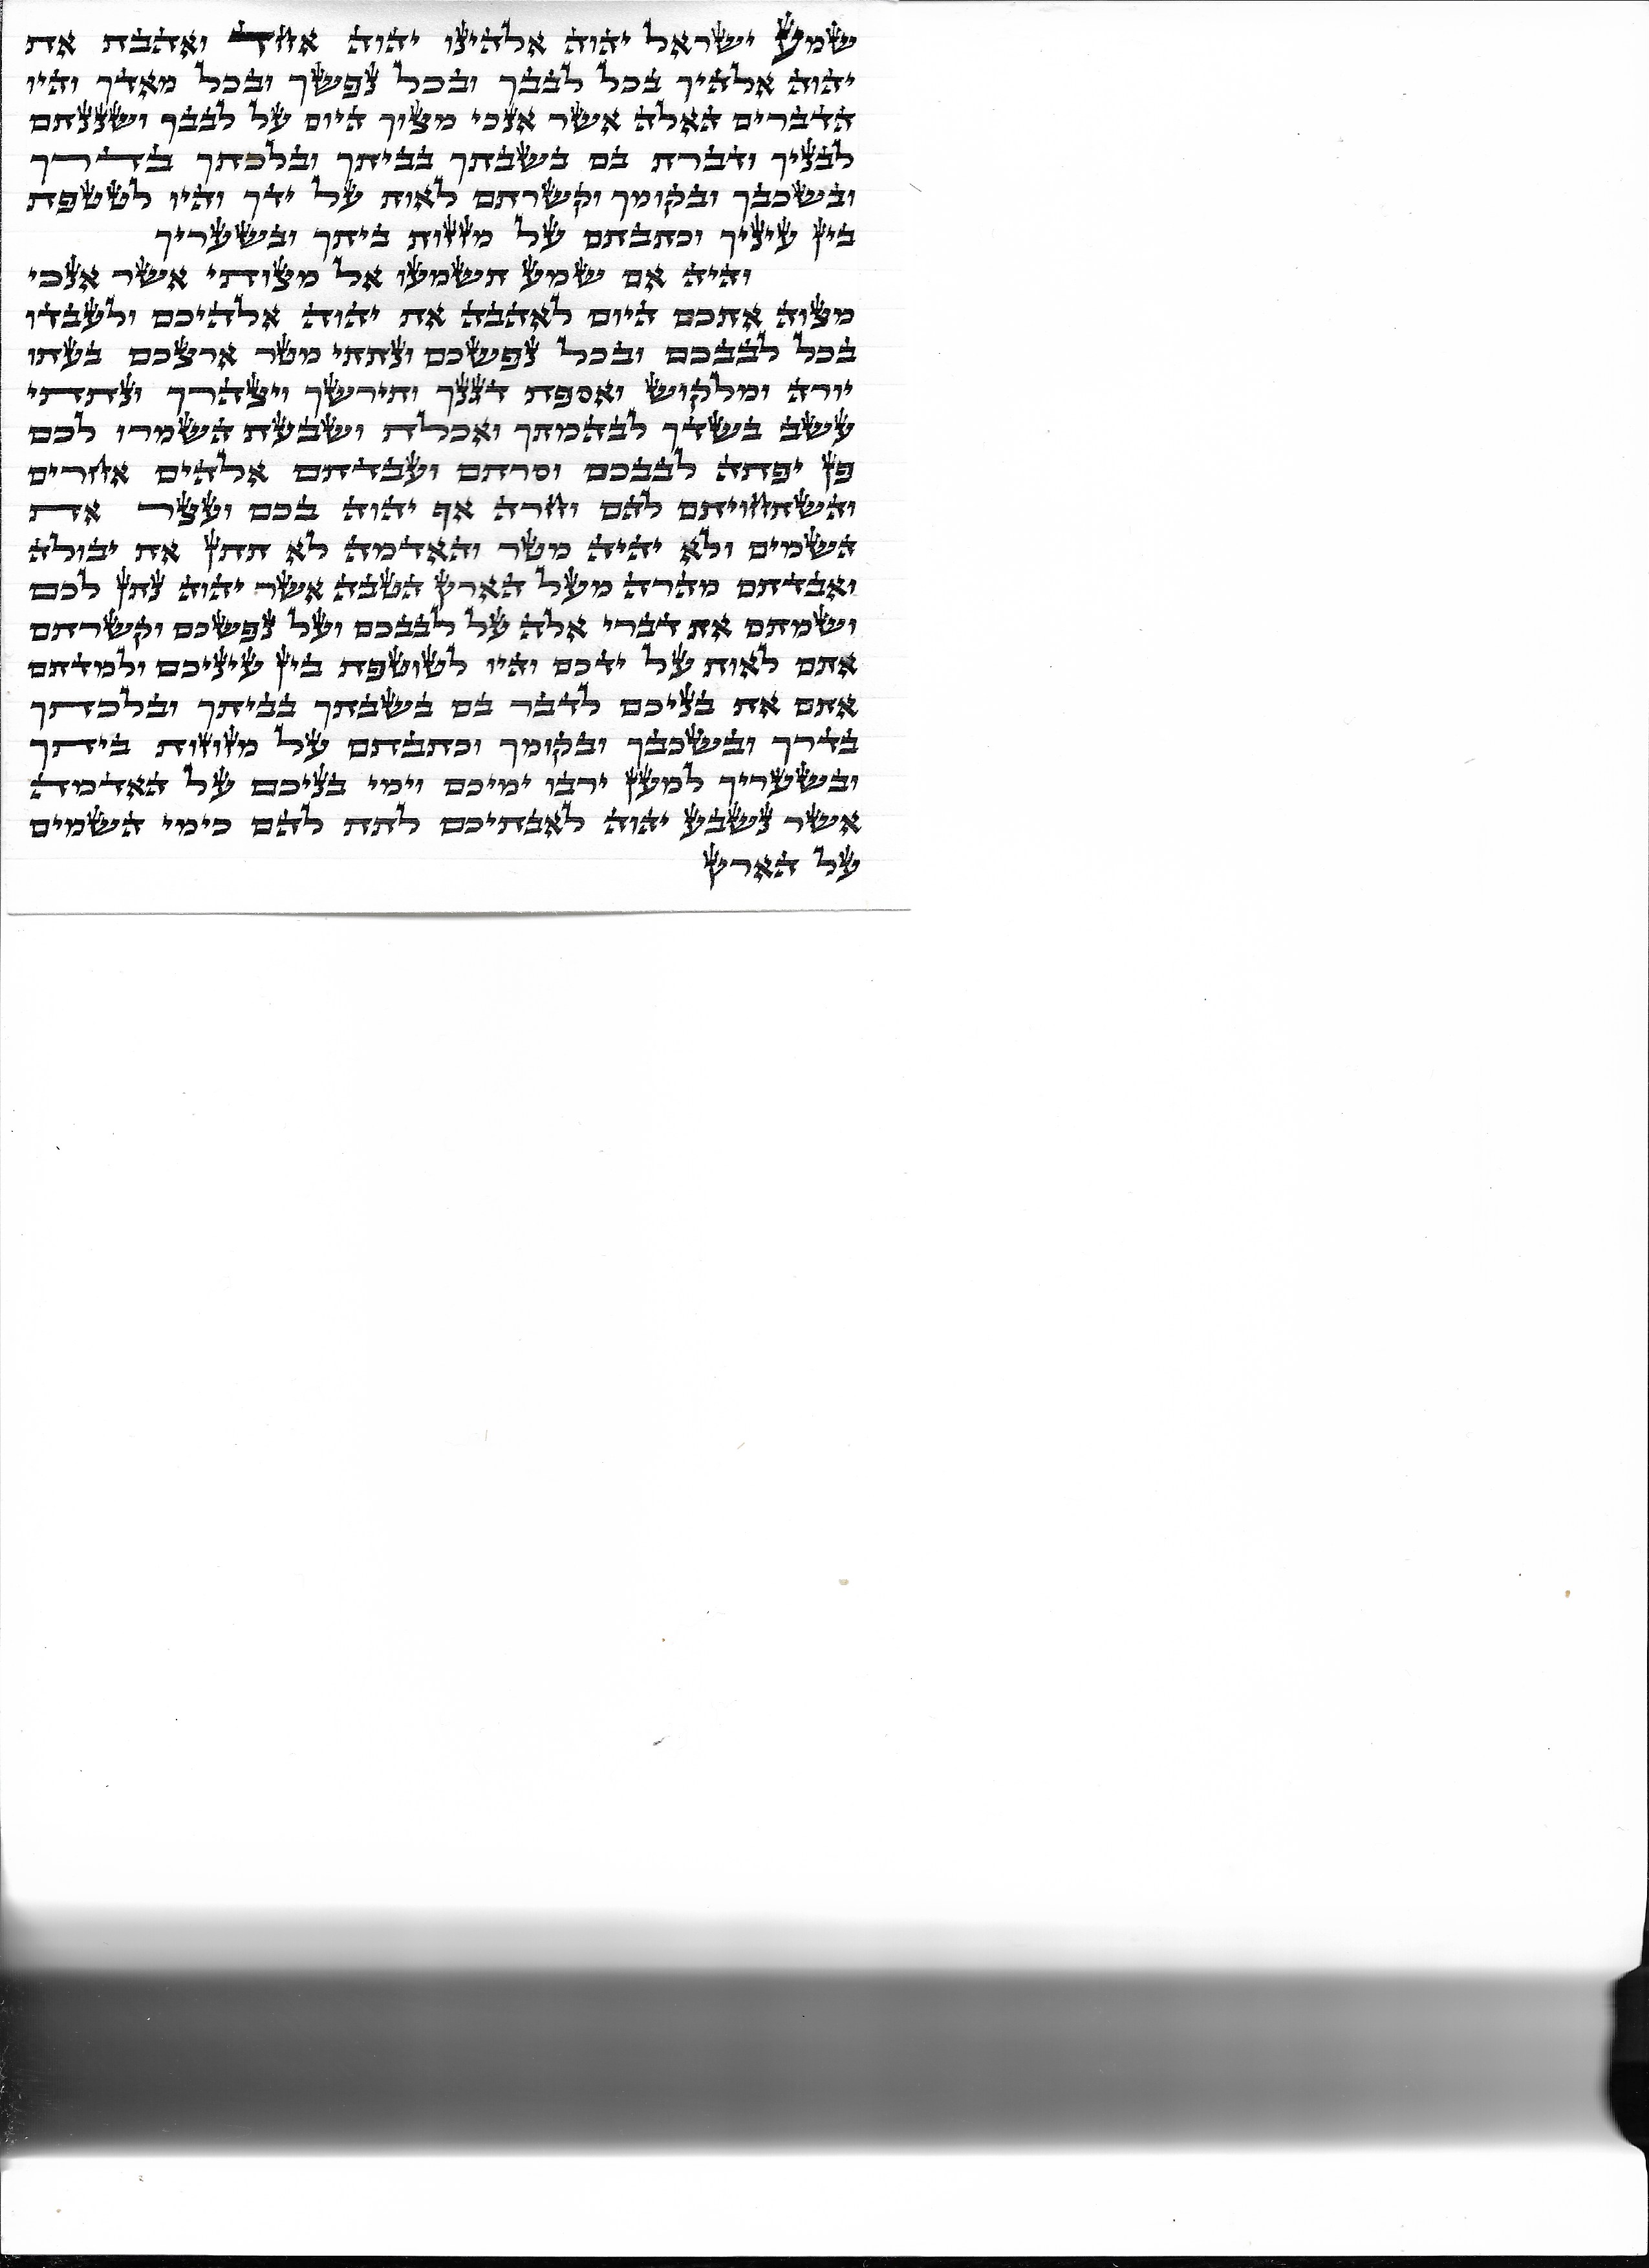 שמע ישראל יהוה אלהינו יהוה אחד ואהבת את
יהוה אלהיך בכל לבבך ובכל נפשך ובכל מאדך והיו
הדברים האלה אשר אנכי מצוך היום על לבבך ושננתם
לבניך ודברת בם בשבתך בביתך ובלכתך בדרך
ובשכבך ובקומך וקשרתם לאות על ידך והיו לטטפת
בין עיניך וכתבתם על מזזות ביתך ובשעריך
והיה אם שמע תשמעו אל מצותי אשר אנכי
מצוה אתכם היום לאהבה את יהוה אלהיכם ולעבדו
בכל לבבכם ובכל נפשכם ונתתי מטר ארצכם בעתו
יורה ומלקוש ואספת דגנך ותירשך ויצהרך ונתתי
עשב בשדך לבהמתך ואכלת ושבעת השמרו לכם
פן יפתה לבבכם וסרתם ועבדתם אלהים אחרים
והשתחויתם להם וחרה אף יהוה בכם ועצר את
השמים ולא יהיה מטר והאדמה לא תתן את יבולה
ואבדתם מהרה מעל הארץ הטבה אשר יהוה נתן לכם
ושמתם את דברי אלה על לבבכם ועל נפשכם וקשרתם
אתם לאות על ידכם והיו לטוטפת בין עיניכם ולמדתם
אתם את בניכם לדבר בם בשבתך בביתך ובלכתך
בדרך ובשכבך ובקומך וכתבתם על מזוזות ביתך
ובשעריך למען ירבו ימיכם וימי בניכם על האדמה
אשר נשבע יהוה לאבתיכם לתת להם כימי השמים
על הארץ